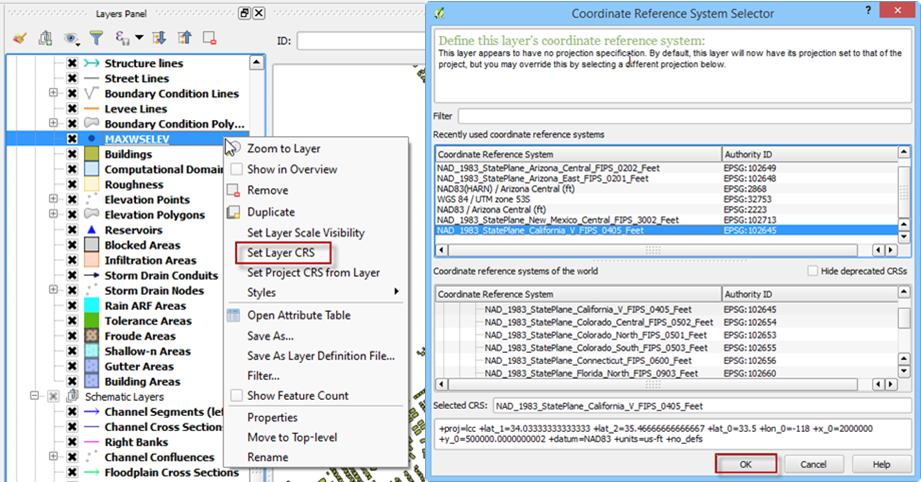 Layers Panel
ID:
Structure lines
Street Lines
Boundary Condition Lines
Levee Lines
Boundary Condition Poly...
MAXWSELEV
Buildings
Computational Domain
Roughness
Elevation Points
Elevation Polygons
Reservoirs
Blocked Areas
Infiltration Areas
Storm Drain Conduits
Storm Drain Nodes
Rain ARF Areas
Tolerance Areas
Froude Areas
Shallow-n Areas
Gutter Areas
Building Areas
Schematic Layers
Channel Segments (lef
Channel Cross Section
Right Banks
Channel Confluences
Floodplain Cross Sections
Zoom to Layer
Show in Overview
Remove
Duplicate
Set Layer Scale Visibility
Set Layer CRS
Set Project CRS from Layer
Styles
Open Attribute Table
Save As...
Save As Layer Definition File...
Filter...
Show Feature Count
Properties
Move to Top-level
Rename
Coordinate Reference System Selector
?
Define this layer's coordinate reference system:
This layer appears to have no projection specification. By default, this layer will now have its projection set to that of the
project, but you may override this by selecting a different projection below.
Filter
Recently used coordinate reference systems
Coordinate Reference System Authority ID
NAD_1983_StatePlane_Arizona_Central_FIPS_0202_Feet EPSG:102649
NAD_1983_StatePlane_Arizona_East_FIPS_0201_Feet EPSG:102648
NAD83(HARN) / Arizona Central (ft) EPSG:2868
WGS 84 / UTM zone 53S EPSG:32753
NAD83 / Arizona Central (ft) EPSG:2223
NAD_1983_StatePlane_New_Mexico_Central_FIPS_3002_Feet EPSG:102713
NAD_1983_StatePlane_California_V_FIPS_0405_Feet EPSG:102645
Coordinate reference systems of the world
Hide deprecated CRSs
Coordinate Reference System Authority ID
NAD_1983_StatePlane_California_V_FIPS_0405_Feet EPSG:102645
NAD_1983_StatePlane_Colorado_Central_FIPS_0502_Feet EPSG:102654
NAD_1983_StatePlane_Colorado_North_FIPS_0501_Feet EPSG:102653
NAD_1983_StatePlane_Colorado_South_FIPS_0503_Feet EPSG:102655
NAD_1983_StatePlane_Connecticut_FIPS_0600_Feet EPSG:102656
NAD_1983_StatePlane_Florida_North_FIPS_0903_Feet EPSG:102660
Selected CRS: NAD_1983_StatePlane_California_V_FIPS_0405_Feet
+proj=lcc +lat_1=34.03333333333333 +lat_2=35.46666666666667 +lat_0=33.5 +lon_0=-118 +x_0=2000000
+y_0=500000.0000000002 +datum=NAD83 +units=us-ft +no_defs
OK
Cancel
Help